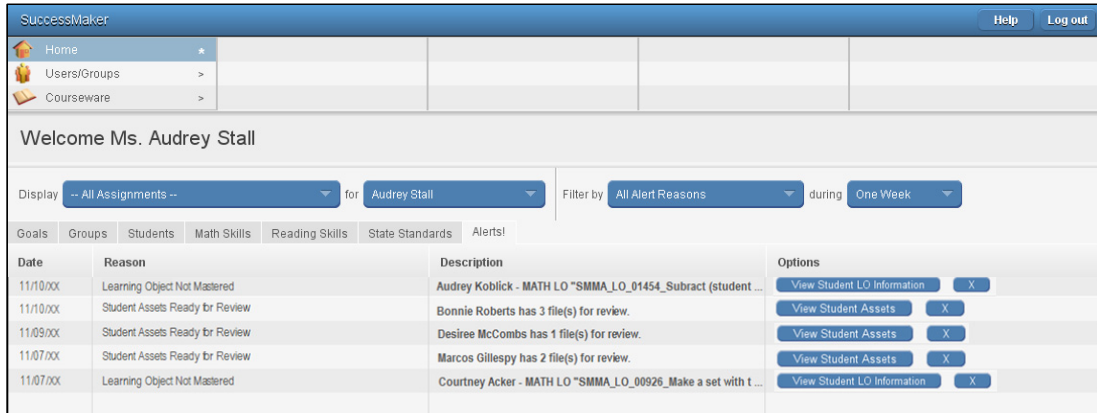 SuccessMaker Help Log out
Home *
Users/Groups >
Courseware >
Welcome Ms. Audrey Stall
Display -- All Assignments -- for Audrey Stall Filter by All Alert Reasons during One Week
Goals Groups Students Math Skills Reading Skills State Standards Alerts!
Date Reason Description Options
11/10/XX Learning Object Not Mastered Audrey Koblick - MATH LO "SMMA_LO_01454_Subract (student ... View Student LO Information X
11/10/XX Student Assets Ready for Review Bonnie Roberts has 3 file(s) for review. View Student Assets X
11/09/XX Student Assets Ready for Review Desiree McCombs has 1 file(s) for review. View Student Assets X
11/07/XX Student Assets Ready for Review Marcos Gillespy has 2 file(s) for review. View Student Assets X
11/07/XX Learning Object Not Mastered Courtney Acker - MATH LO "SMMA_LO_00926_Make a set with t ... View Student LO Information X